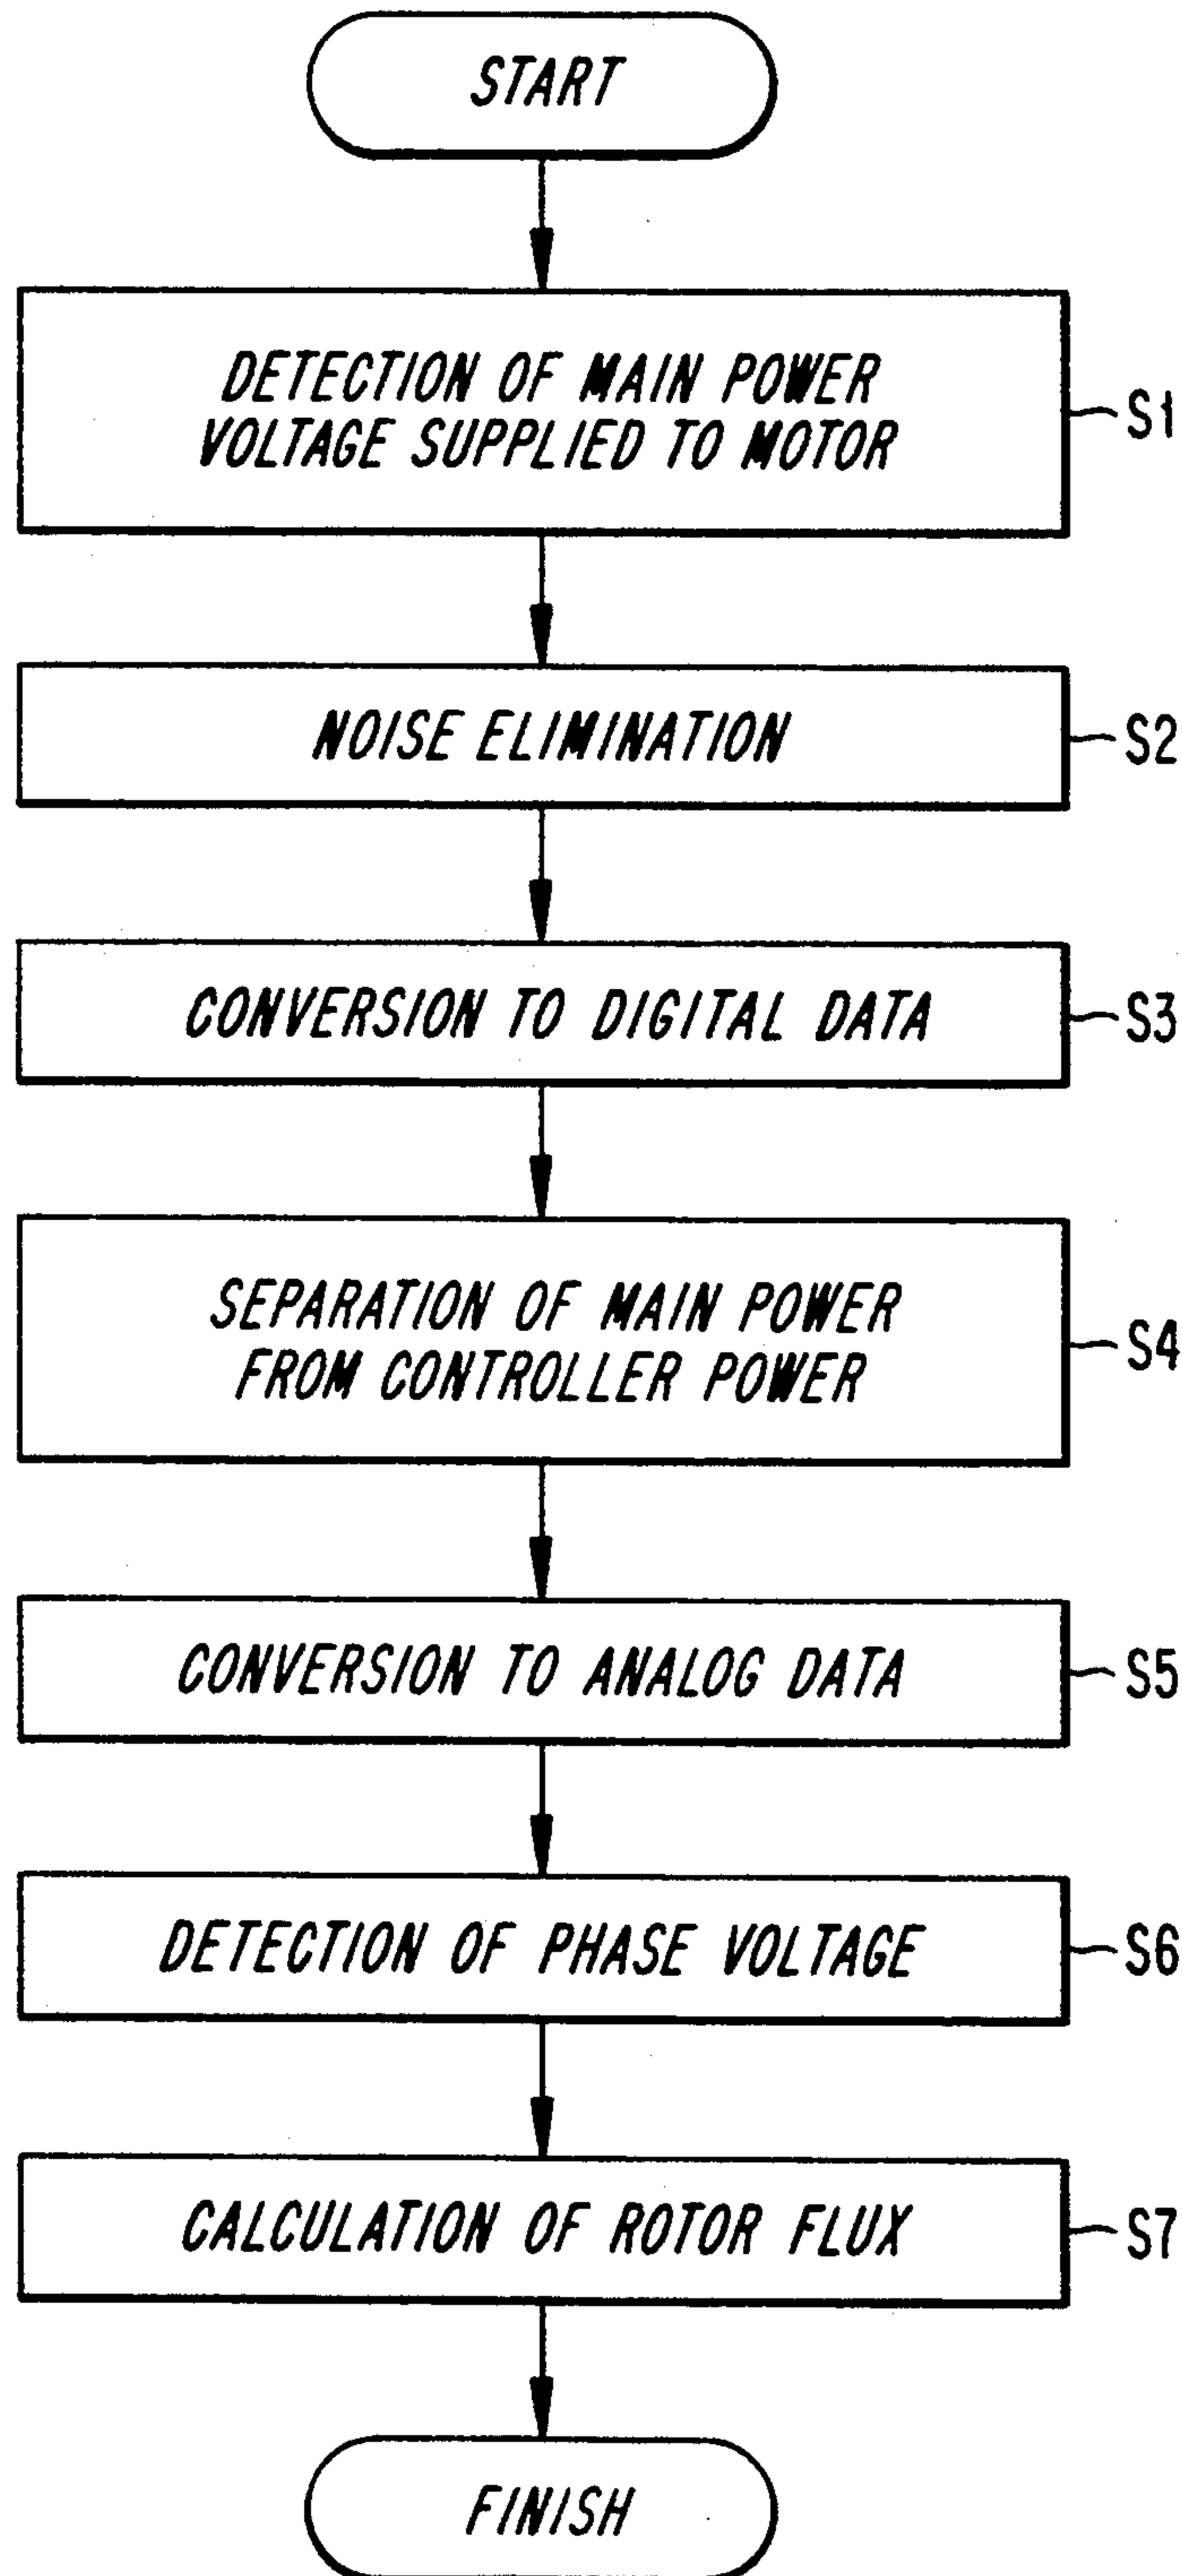 START
DETECTION OF MAIN POWER
VOLTAGE SUPPLIED TO MOTOR
S1
NOISE ELIMINATION
S2
CONVERSION TO DIGITAL DATA
S3
SEPARATION OF MAIN POWER
FROM CONTROLLER POWER
S4
CONVERSION TO ANALOG DATA
S5
DETECTION OF PHASE VOLTAGE
S6
CALCULATION OF ROTOR FLUX
S7
FINISH